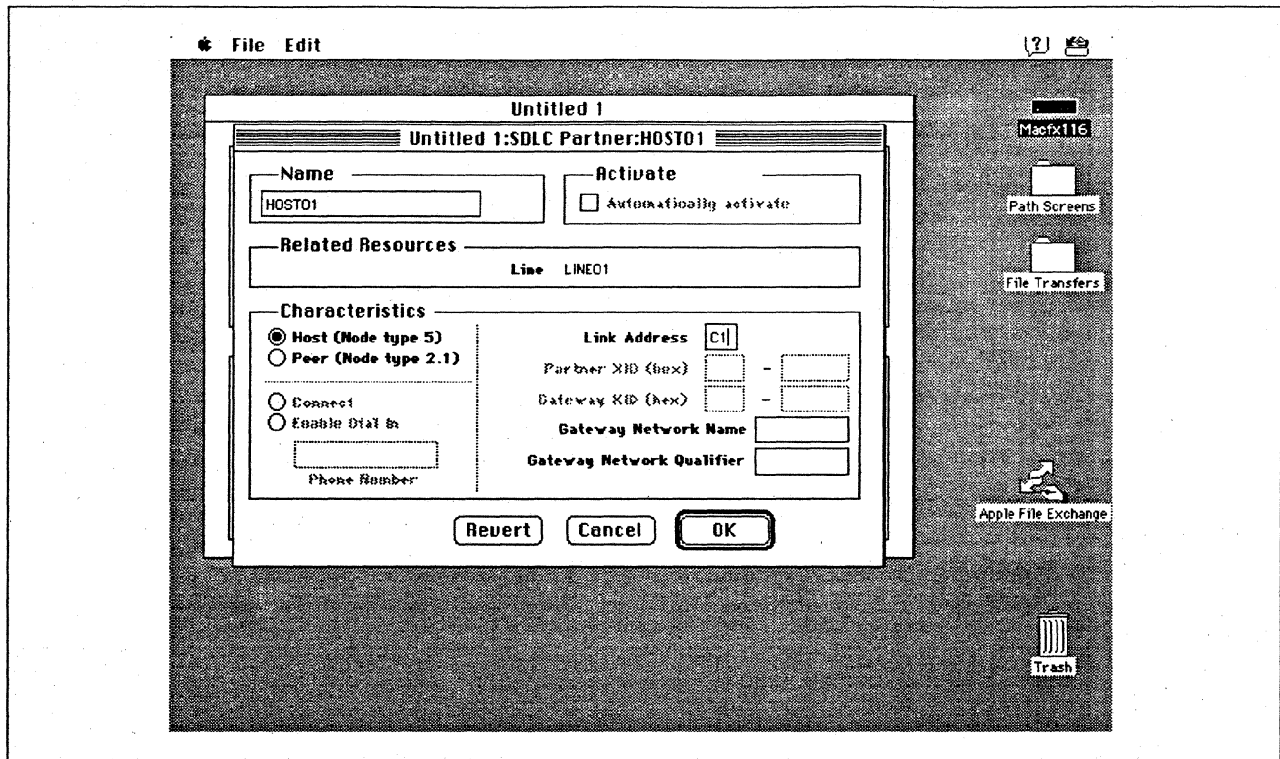 File Edit
Untitled 1
Untitled 1:SDLC Partner:HOST01
Name
HOST01
Activate
Automatically activate
Related Resources
Line LINE01
Characteristics
Host (Node type 5)
Peer (Node type 2.1)
Connect
Enable Dial In
Phone Number
Link Address C1
Partner XID (hex) -
Gateway XID (hex) -
Gateway Network Name
Gateway Network Qualifier
Revert Cancel OK
Macfx116
Path Screens
File Transfers
Apple File Exchange
Trash